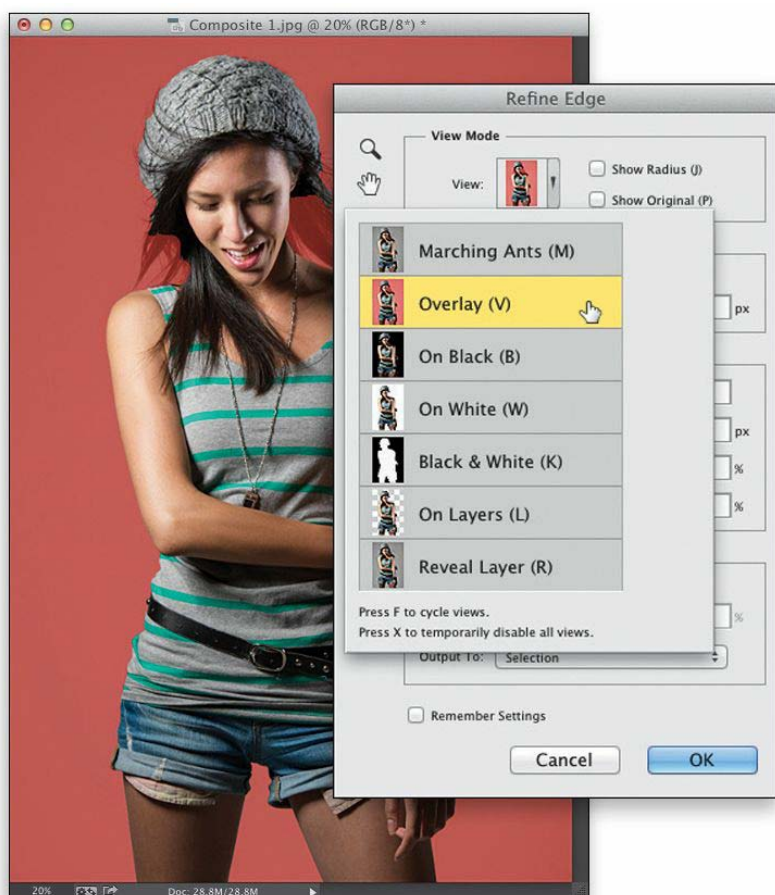 Composite 1.jpg @ 20% (RGB/8*) *
Refine Edge
View Mode
View:
Show Radius (J)
Show Original (P)
Marching Ants (M)
Overlay (V)
On Black (B)
On White (W)
Black & White (K)
On Layers (L)
Reveal Layer (R)
Press F to cycle views.
Press X to temporarily disable all views.
px
px
%
%
%
Output To: Selection
Remember Settings
Cancel
OK
20%
Doc: 28.8M/28.8M